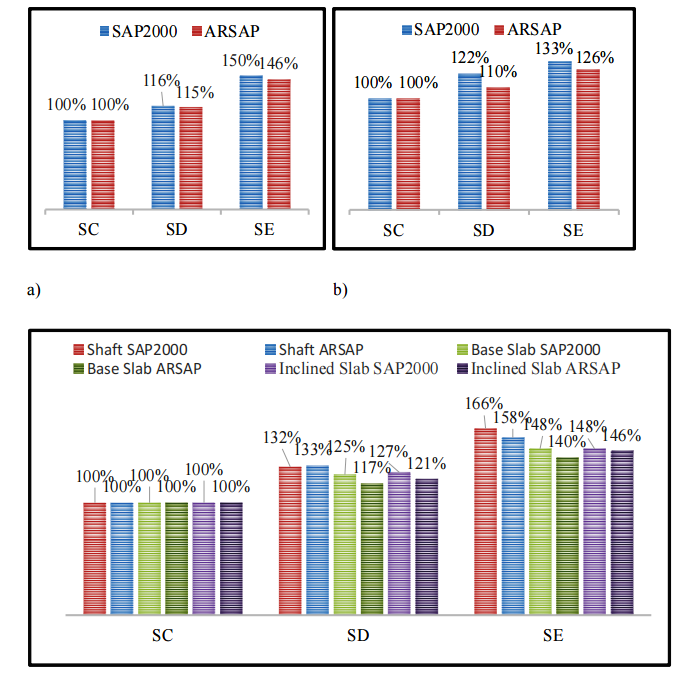 SAP2000 ARSAP
100% 100% 116% 115% 150% 146%
SC SD SE
SAP2000 ARSAP
100% 100% 122% 110% 133% 126%
SC SD SE
a) b)
Shaft SAP2000 Shaft ARSAP Base Slab SAP2000
Base Slab ARSAP Inclined Slab SAP2000 Inclined Slab ARSAP
100% 100% 100% 100% 100% 100% 132% 133% 125% 117% 127% 121% 166% 158% 148% 140% 148% 146%
SC SD SE